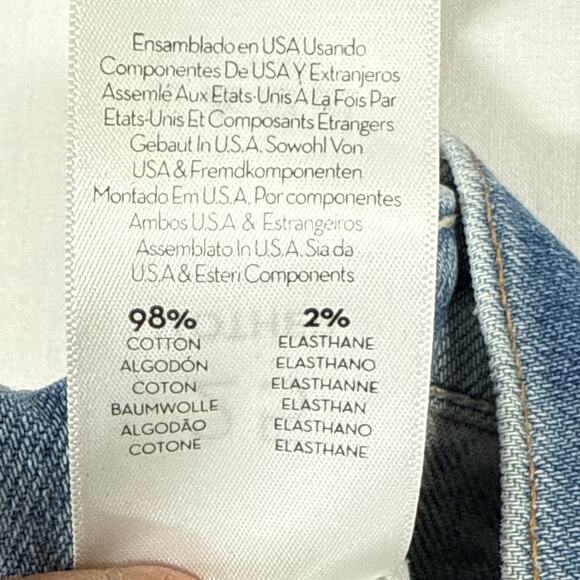 Ensamblado en USA Usando
Componentes De USA Y Extranjeros
Assemlé Aux Etats-Unis À La Fois Par
Etats-Unis Et Composants Étrangers
Gebaut In U.S.A. Sowohl Von
USA & Fremdkomponenten
Montado Em U.S.A. Por componentes
Ambos U.S.A & Estrangeiros
Assemblato In U.S.A. Sia da
U.S.A & Esteri Components
98% 2%
COTTON ELASTHANE
ALGODÓN ELASTHANO
COTON ELASTHANNE
BAUMWOLLE ELASTHAN
ALGODÃO ELASTHANO
COTONE ELASTHANE